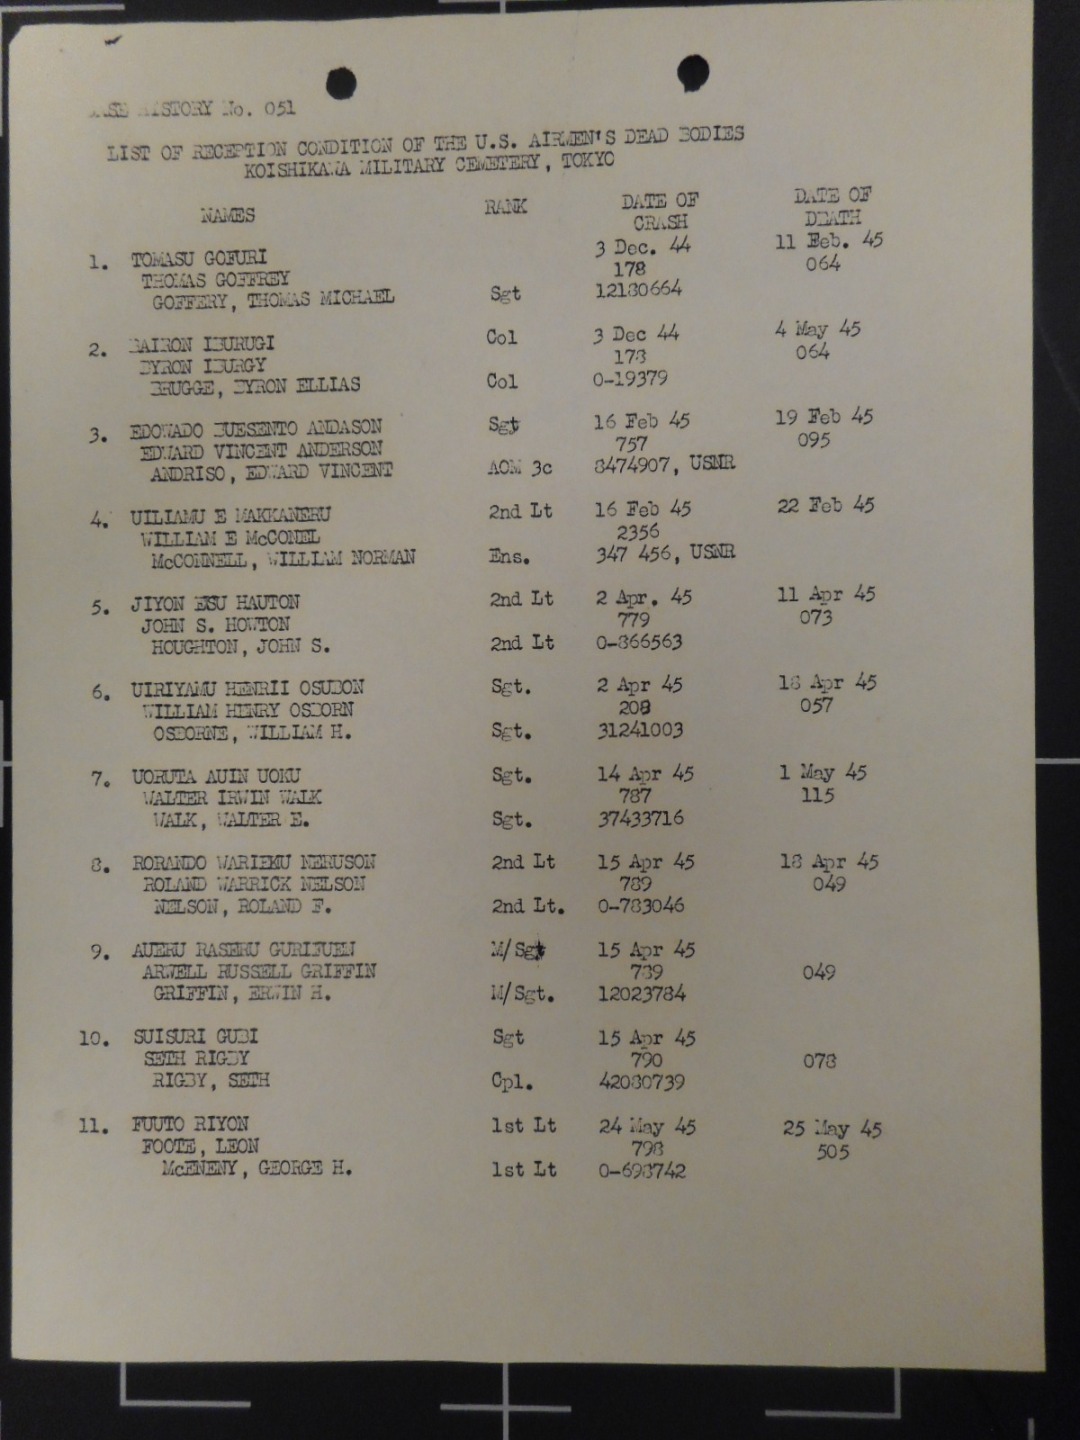 CASE HISTORY No. 051
LIST OF RECEPTION CONDITION OF THE U.S. AIRMEN'S DEAD BODIES
KOISHIKAWA MILITARY CEMETERY, TOKYO
NAMES RANK DATE OF CRASH DATE OF DEATH
1. TOMASU GOFURI 3 Dec. 44 11 Feb. 45
THOMAS GOFFREY 178 064
GOFFERY, THOMAS MICHAEL Sgt 12180664
2. BAIRON IBURUGI Col 3 Dec 44 4 May 45
BYRON IBURGY 178 064
BRUGGE, BYRON ELLIAS Col 0-19379
3. EDOWADO BUESENTO ANDASON Sgt 16 Feb 45 19 Feb 45
EDWARD VINCENT ANDERSON 757 095
ANDRISO, EDWARD VINCENT AOM 3c 8474907, USNR
4. UILIAMU E MAKKANERU 2nd Lt 16 Feb 45 22 Feb 45
WILLIAM E McCONEL 2356
McCONNELL, WILLIAM NORMAN Ens. 347 456, USNR
5. JIYON ESU HAUTON 2nd Lt 2 Apr. 45 11 Apr 45
JOHN S. HOWTON 779 073
HOUGHTON, JOHN S. 2nd Lt 0-866563
6. UIRIYAMU HENRII OSUBON Sgt. 2 Apr 45 18 Apr 45
WILLIAM HENRY OSBORN 208 057
OSBORNE, WILLIAM H. Sgt. 31241003
7. UORUTA AUIN UOKU Sgt. 14 Apr 45 1 May 45
WALTER IRWIN WALK 787 115
WALK, WALTER E. Sgt. 37433716
8. RORANDO WARIEKU NERUSON 2nd Lt 15 Apr 45 18 Apr 45
ROLAND WARRICK NELSON 789 049
NELSON, ROLAND F. 2nd Lt. 0-783046
9. AUERU RASERU GURIFUEN M/Sgt 15 Apr 45
ARWELL RUSSELL GRIFFIN 789 049
GRIFFIN, ERWIN H. M/Sgt. 12023784
10. SUISURI GUBI Sgt 15 Apr 45
SETH RIGBY 790 078
RIGBY, SETH Cpl. 42080739
11. FUUTO RIYON 1st Lt 24 May 45 25 May 45
FOOTE, LEON 798 505
McENENY, GEORGE H. 1st Lt 0-698742